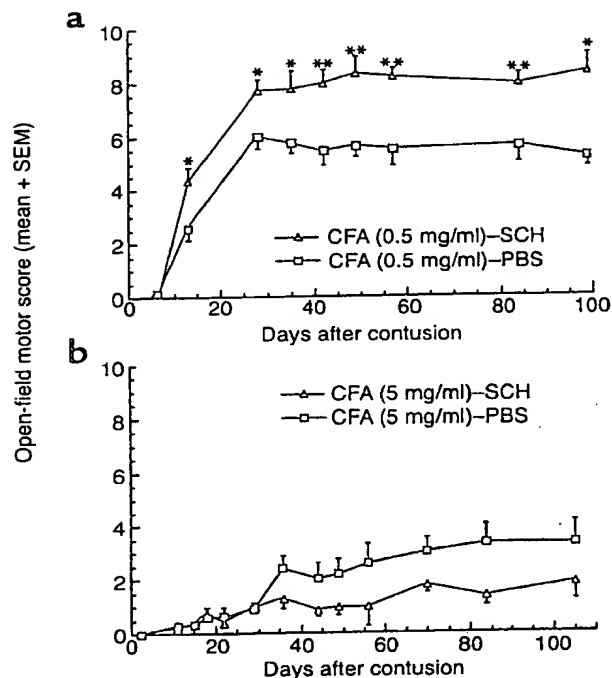 a
Open-field motor score (mean + SEM)
10
8
6
4
2
0
* * * ** ** ** ** *
CFA (0.5 mg/ml)–SCH
CFA (0.5 mg/ml)–PBS
0 20 40 60 80 100
Days after contusion
b
10
8
6
4
2
0
CFA (5 mg/ml)–SCH
CFA (5 mg/ml)–PBS
0 20 40 60 80 100
Days after contusion